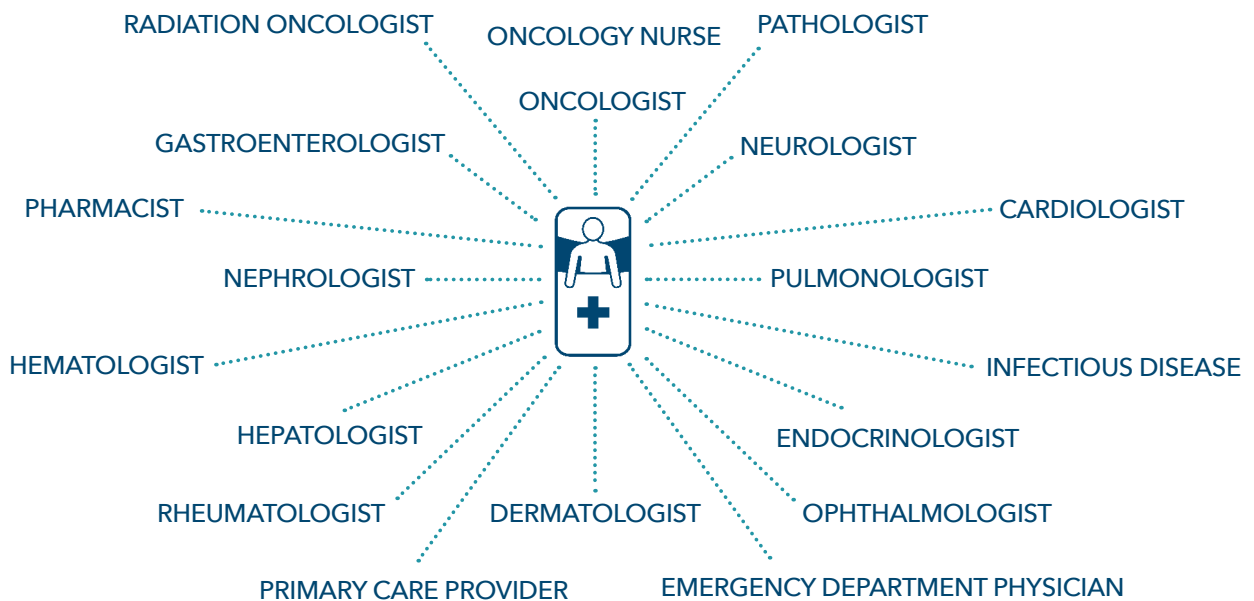 RADIATION ONCOLOGIST
ONCOLOGY NURSE
PATHOLOGIST
ONCOLOGIST
GASTROENTEROLOGIST
NEUROLOGIST
PHARMACIST
CARDIOLOGIST
NEPHROLOGIST
PULMONOLOGIST
HEMATOLOGIST
INFECTIOUS DISEASE
HEPATOLOGIST
ENDOCRINOLOGIST
RHEUMATOLOGIST
DERMATOLOGIST
OPHTHALMOLOGIST
PRIMARY CARE PROVIDER
EMERGENCY DEPARTMENT PHYSICIAN